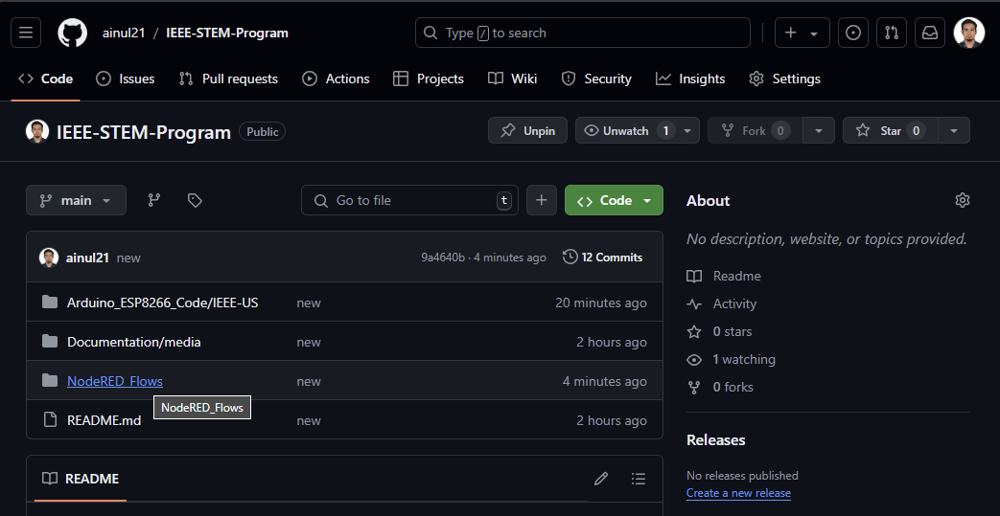 ainul21 / IEEE-STEM-Program
Type / to search
Code Issues Pull requests Actions Projects Wiki Security Insights Settings
IEEE-STEM-Program Public
Unpin Unwatch 1 Fork 0 Star 0
main
Go to file t
Code
About
No description, website, or topics provided.
ainul21 new 9a4640b · 4 minutes ago 12 Commits
Arduino_ESP8266_Code/IEEE-US new 20 minutes ago
Documentation/media new 2 hours ago
NodeRED_Flows new 4 minutes ago
NodeRED_Flows
README.md new 2 hours ago
README
Readme
Activity
0 stars
1 watching
0 forks
Releases
No releases published
Create a new release